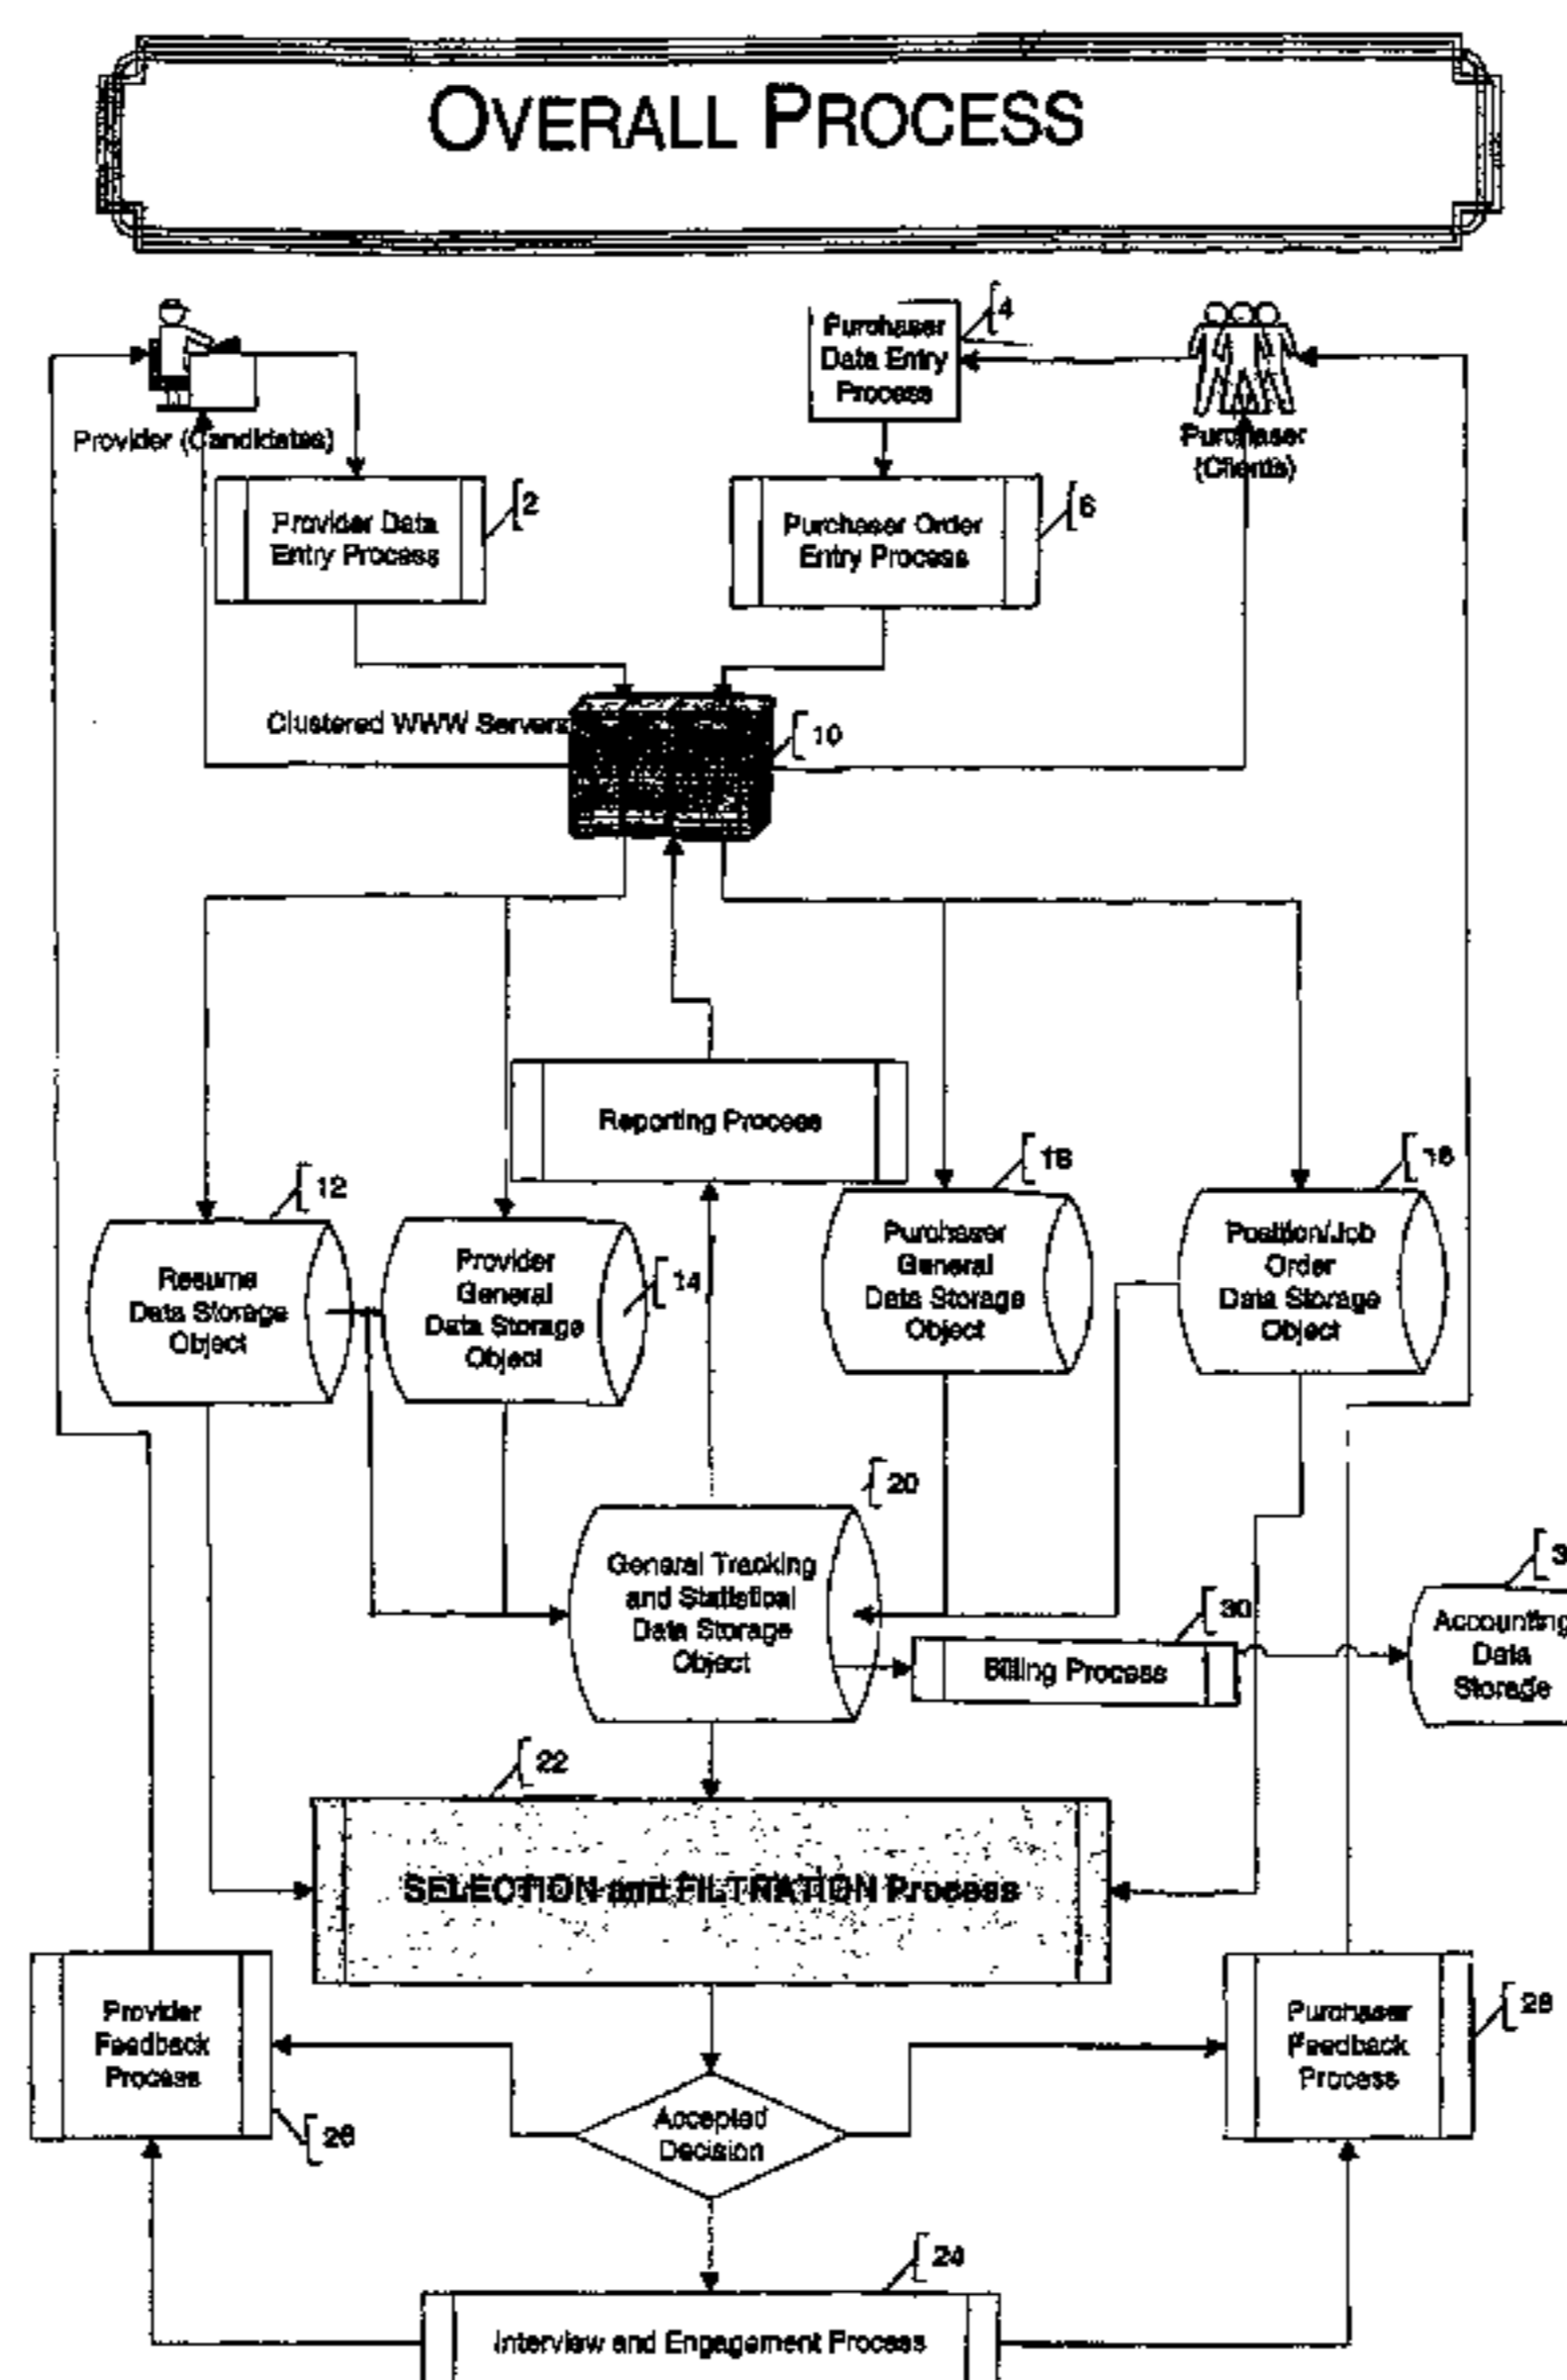 OVERALL PROCESS
4
Purchaser
Data Entry
Process
Provider (Candidates)
Purchaser
(Clients)
2
Provider Data
Entry Process
6
Purchaser Order
Entry Process
Clustered WWW Servers
10
Reporting Process
12
Resume
Data Storage
Object
14
Provider
General
Data Storage
Object
18
Purchaser
General
Data Storage
Object
16
Position/Job
Order
Data Storage
Object
20
General Tracking
and Statistical
Data Storage
Object
30
Billing Process
Accounting
Data
Storage
22
SELECTION and FILTRATION Process
Provider
Feedback
Process
26
Accepted
Decision
Purchaser
Feedback
Process
28
24
Interview and Engagement Process